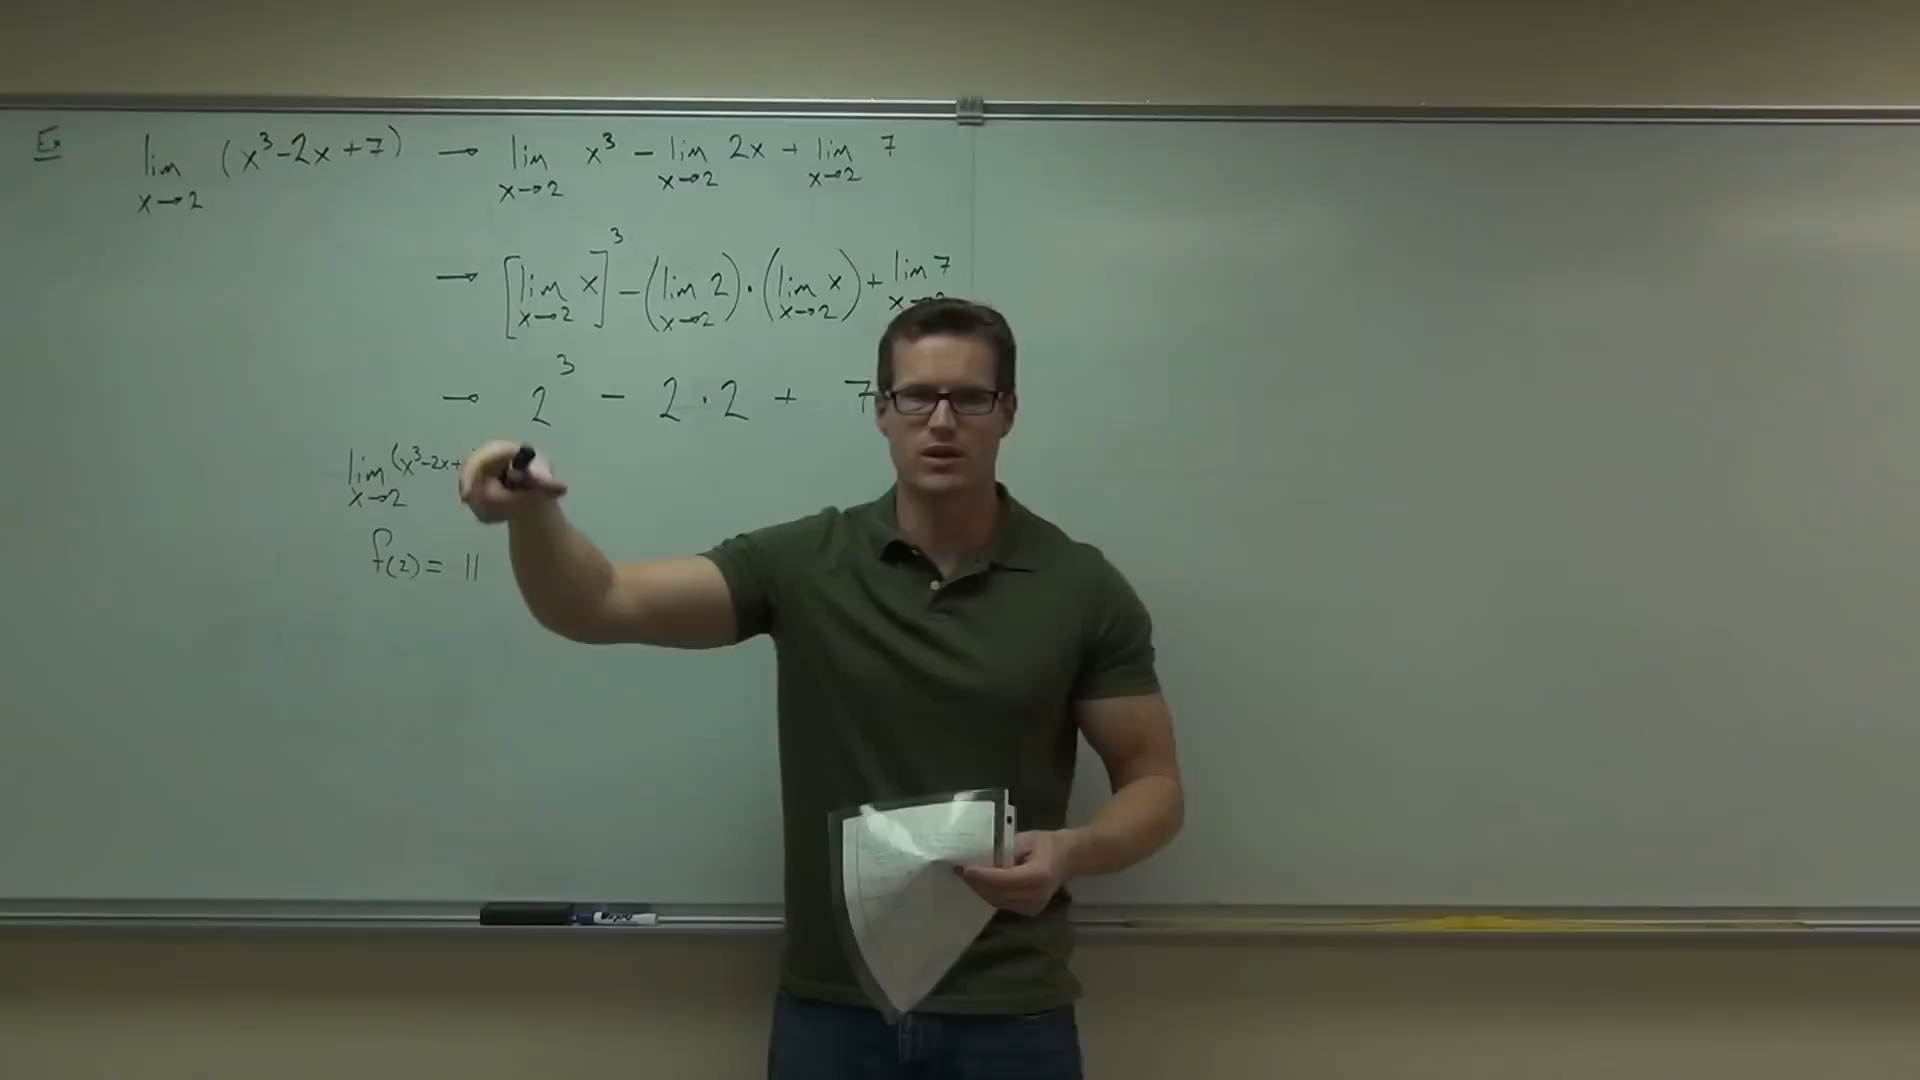 Ex lim x→2 (x³-2x+7) → lim x→2 x³ - lim x→2 2x + lim x→2 7
→ [lim x→2 x]³ - (lim x→2 2)·(lim x→2 x) + lim x→2 7
→ 2³ - 2·2 + 7
lim x→2 (x³-2x+
f(2) = 11